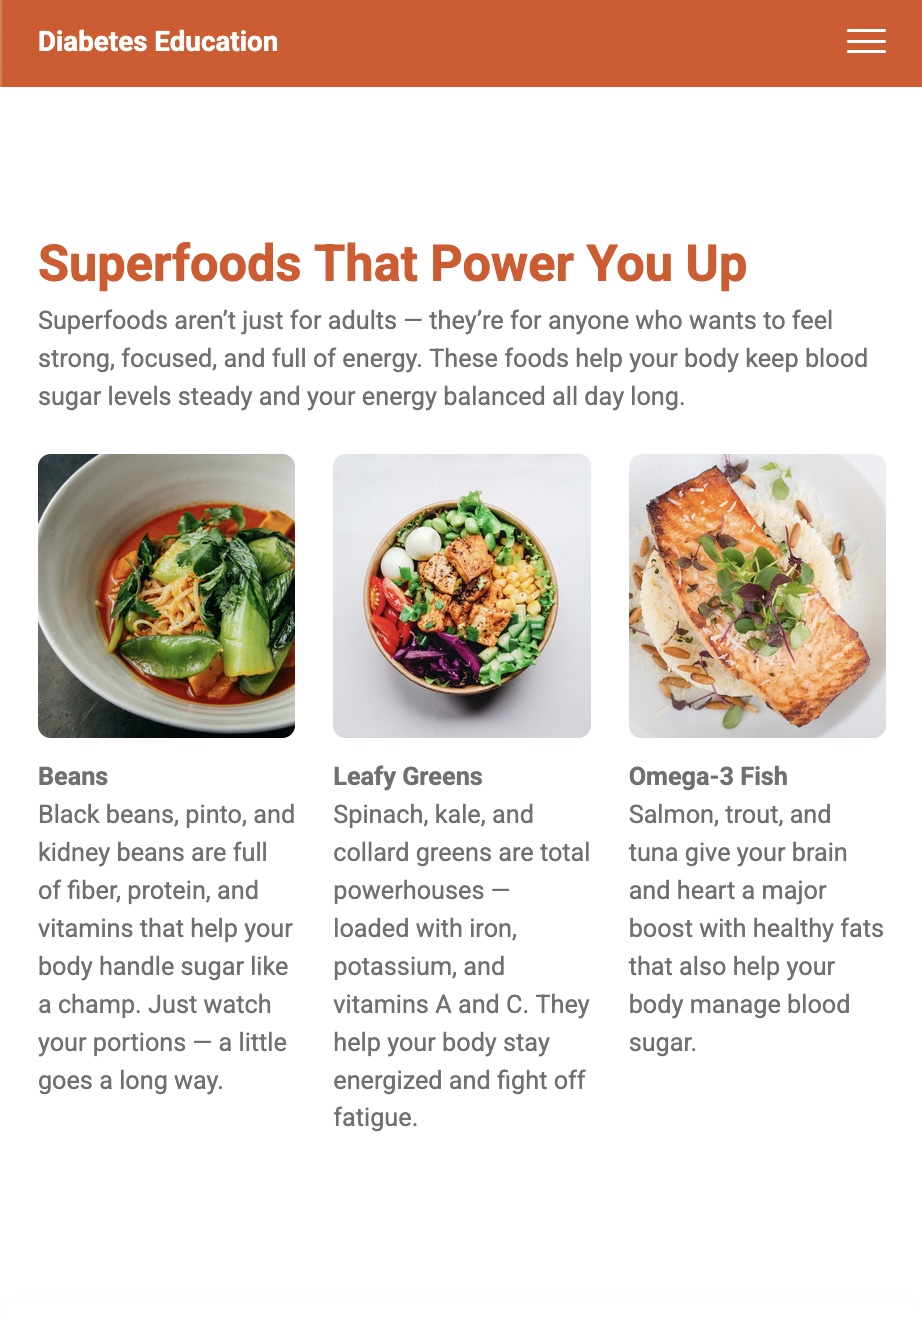 Diabetes Education
Superfoods That Power You Up
Superfoods aren’t just for adults — they’re for anyone who wants to feel
strong, focused, and full of energy. These foods help your body keep blood
sugar levels steady and your energy balanced all day long.
Beans
Black beans, pinto, and
kidney beans are full
of fiber, protein, and
vitamins that help your
body handle sugar like
a champ. Just watch
your portions — a little
goes a long way.
Leafy Greens
Spinach, kale, and
collard greens are total
powerhouses —
loaded with iron,
potassium, and
vitamins A and C. They
help your body stay
energized and fight off
fatigue.
Omega-3 Fish
Salmon, trout, and
tuna give your brain
and heart a major
boost with healthy fats
that also help your
body manage blood
sugar.